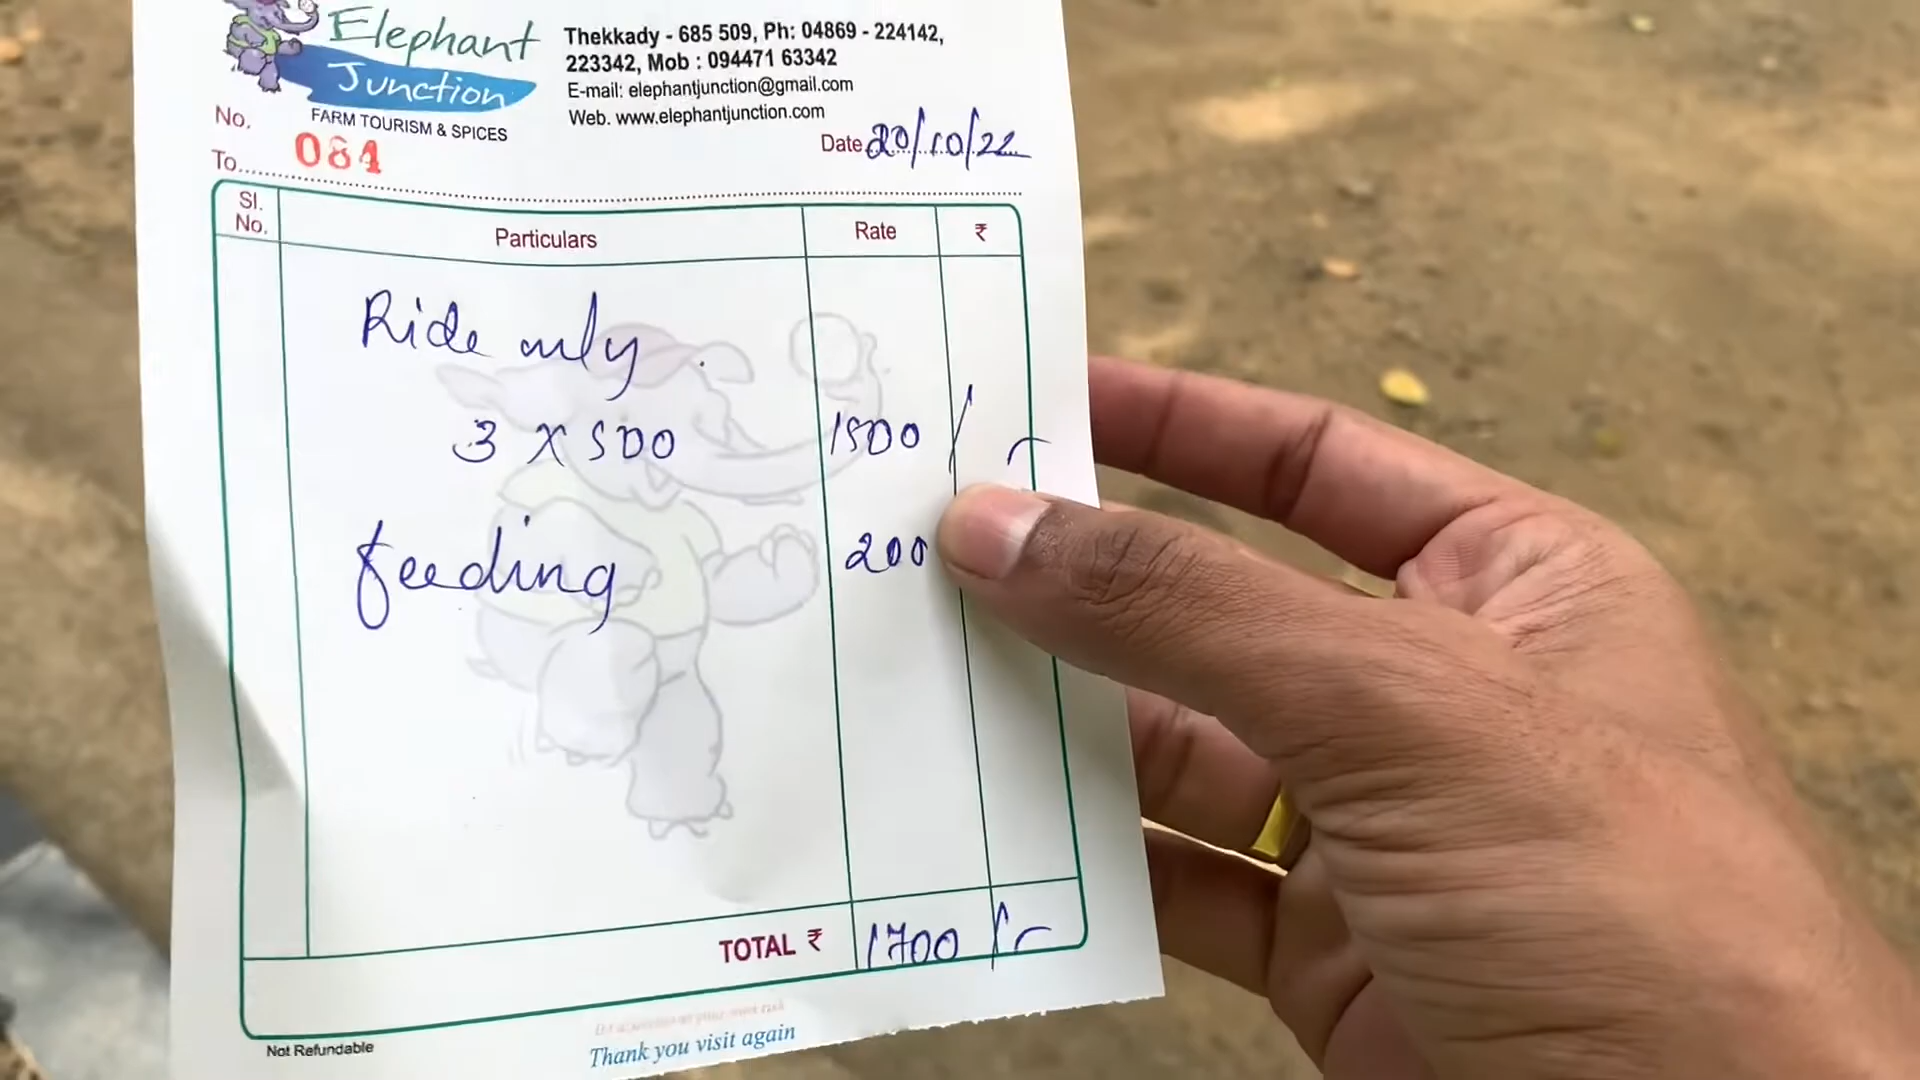 Elephant
Junction
FARM TOURISM & SPICES
Thekkady - 685 509, Ph: 04869 - 224142,
223342, Mob : 094471 63342
E-mail: elephantjunction@gmail.com
Web. www.elephantjunction.com
No. 084
Date 20/10/22
To
Sl. No. Particulars Rate ₹
Ride only
3 X 500 1500/-
feeding 200
TOTAL ₹ 1700/-
Not Refundable
Thank you visit again